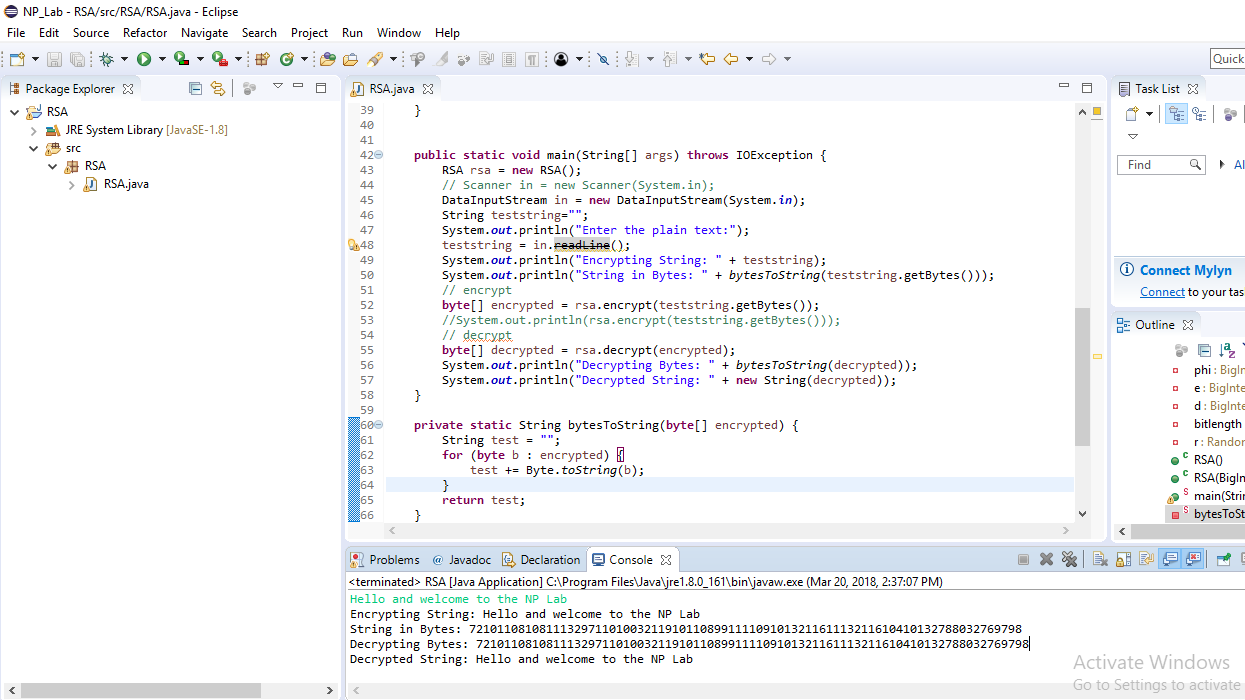 NP_Lab - RSA/src/RSA/RSA.java - Eclipse
File Edit Source Refactor Navigate Search Project Run Window Help
Quick
Package Explorer
RSA
JRE System Library [JavaSE-1.8]
src
RSA
RSA.java
RSA.java
39 }
40
41
42 public static void main(String[] args) throws IOException {
43 RSA rsa = new RSA();
44 // Scanner in = new Scanner(System.in);
45 DataInputStream in = new DataInputStream(System.in);
46 String teststring="";
47 System.out.println("Enter the plain text:");
48 teststring = in.readLine();
49 System.out.println("Encrypting String: " + teststring);
50 System.out.println("String in Bytes: " + bytesToString(teststring.getBytes()));
51 // encrypt
52 byte[] encrypted = rsa.encrypt(teststring.getBytes());
53 //System.out.println(rsa.encrypt(teststring.getBytes()));
54 // decrypt
55 byte[] decrypted = rsa.decrypt(encrypted);
56 System.out.println("Decrypting Bytes: " + bytesToString(decrypted));
57 System.out.println("Decrypted String: " + new String(decrypted));
58 }
59
60 private static String bytesToString(byte[] encrypted) {
61 String test = "";
62 for (byte b : encrypted) {
63 test += Byte.toString(b);
64 }
65 return test;
66 }
Task List
Find Al
Connect Mylyn
Connect to your tas
Outline
phi : BigIn
e : BigInte
d : BigInte
bitlength
r : Randor
RSA()
RSA(BigIn
main(Strin
bytesToSt
Problems @ Javadoc Declaration Console
<terminated> RSA [Java Application] C:\Program Files\Java\jre1.8.0_161\bin\javaw.exe (Mar 20, 2018, 2:37:07 PM)
Hello and welcome to the NP Lab
Encrypting String: Hello and welcome to the NP Lab
String in Bytes: 721011081081113297110100321191011089911110910132116111321161041013278803276979​8
Decrypting Bytes: 7210110810811132971101003211910110899111109101321161113211610410132788032769798
Decrypted String: Hello and welcome to the NP Lab
Activate Windows
Go to Settings to activate